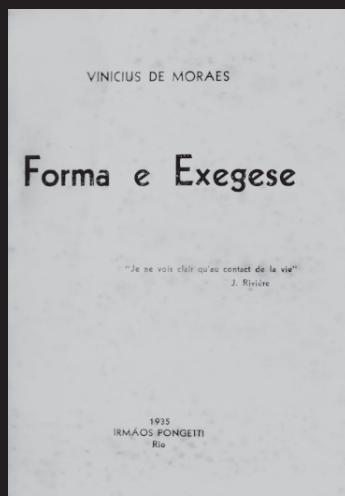 VINICIUS DE MORAES
Forma e Exegese
"Je ne vois clair qu'au contact de la vie"
J. Rivière
1935
IRMÃOS PONGETTI
Rio